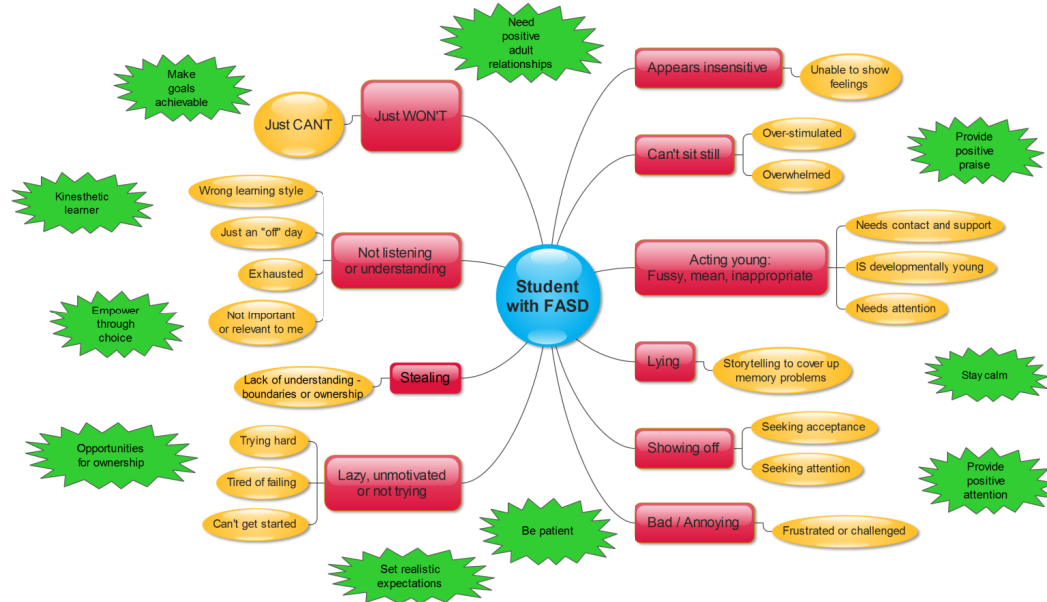 Need
positive
adult
relationships
Make
goals
achievable
Just CANT
Just WON'T
Appears insensitive
Unable to show
feelings
Can't sit still
Over-stimulated
Overwhelmed
Provide
positive
praise
Kinesthetic
learner
Wrong learning style
Just an "off" day
Exhausted
Not important
or relevant to me
Not listening
or understanding
Student
with FASD
Acting young:
Fussy, mean, inappropriate
Needs contact and support
IS developmentally young
Needs attention
Empower
through
choice
Lack of understanding -
boundaries or ownership
Stealing
Lying
Storytelling to cover up
memory problems
Stay calm
Opportunities
for ownership
Trying hard
Tired of failing
Can't get started
Lazy, unmotivated
or not trying
Showing off
Seeking acceptance
Seeking attention
Provide
positive
attention
Be patient
Bad / Annoying
Frustrated or challenged
Set realistic
expectations